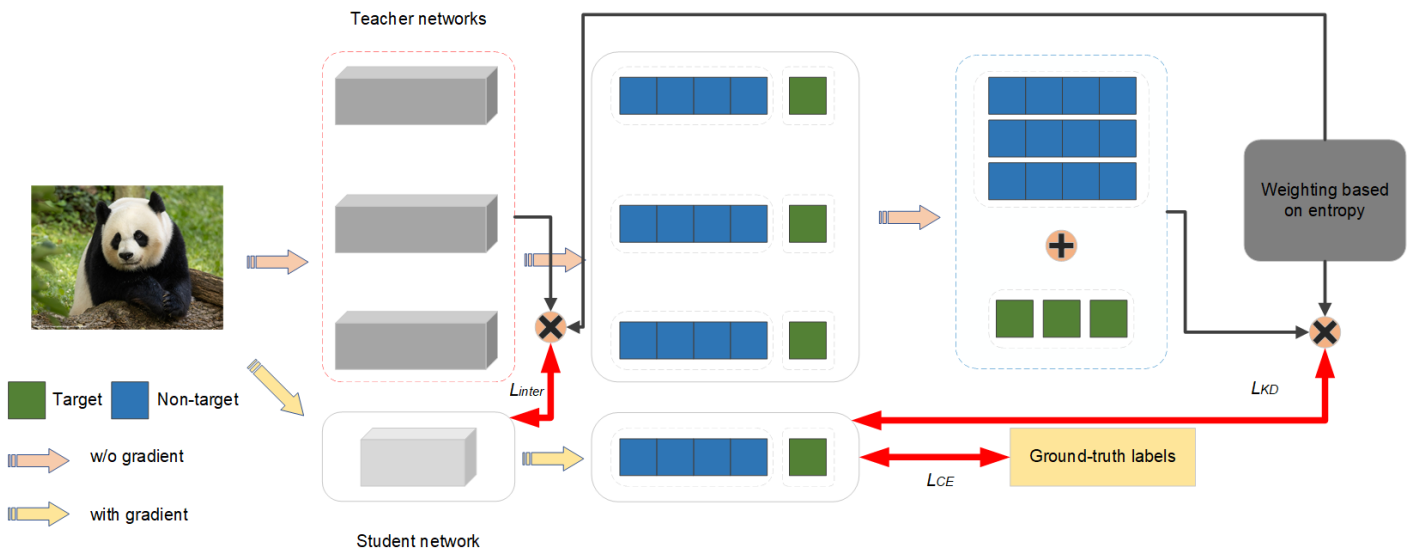 Teacher networks
Weighting based
on entropy
Linter
LKD
Target
Non-target
w/o gradient
Ground-truth labels
LCE
with gradient
Student network